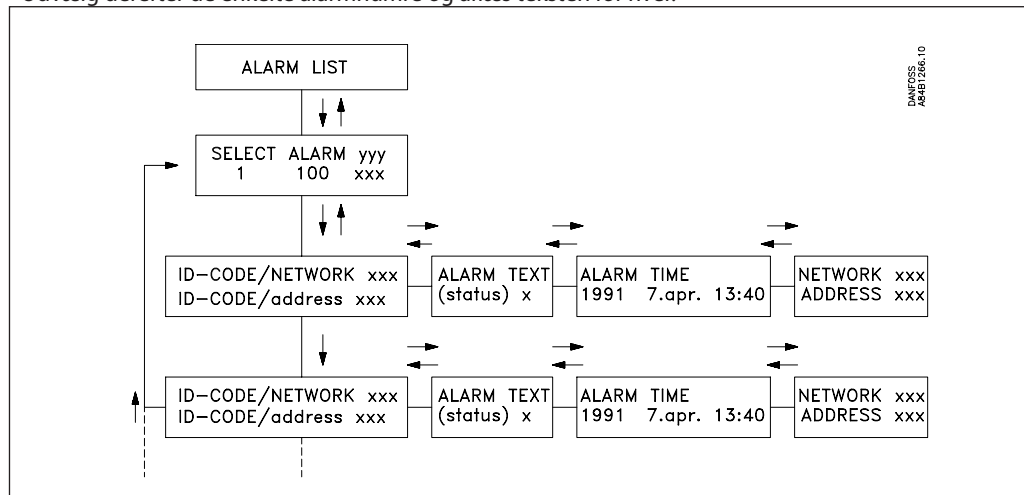 DANFOSS
A84B1266.10
ALARM LIST
SELECT ALARM yyy
1 100 xxx
ID-CODE/NETWORK xxx
ID-CODE/address xxx
ALARM TEXT
(status) x
ALARM TIME
1991 7.apr. 13:40
NETWORK xxx
ADDRESS xxx
ID-CODE/NETWORK xxx
ID-CODE/address xxx
ALARM TEXT
(status) x
ALARM TIME
1991 7.apr. 13:40
NETWORK xxx
ADDRESS xxx